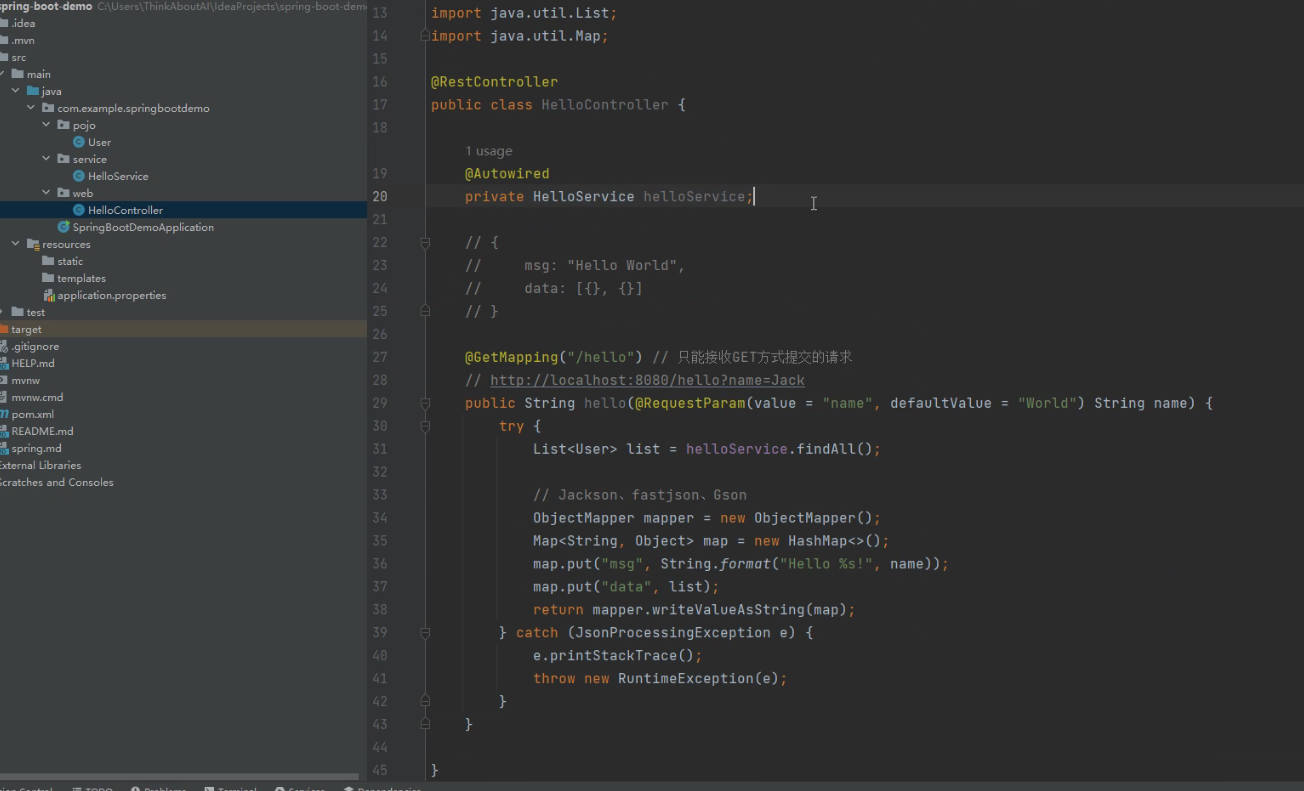 spring-boot-demo C:\Users\ThinkAboutAI\IdeaProjects\spring-boot-demo
.idea
.mvn
src
main
java
com.example.springbootdemo
pojo
User
service
HelloService
web
HelloController
SpringBootDemoApplication
resources
static
templates
application.properties
test
target
.gitignore
HELP.md
mvnw
mvnw.cmd
pom.xml
README.md
spring.md
External Libraries
Scratches and Consoles
13 import java.util.List;
14 import java.util.Map;
15
16 @RestController
17 public class HelloController {
18
1 usage
19 @Autowired
20 private HelloService helloService;
21
22 // {
23 //     msg: "Hello World",
24 //     data: [{}, {}]
25 // }
26
27 @GetMapping("/hello") // 只能接收GET方式提交的请求
28 // http://localhost:8080/hello?name=Jack
29 public String hello(@RequestParam(value = "name", defaultValue = "World") String name) {
30 try {
31 List<User> list = helloService.findAll();
32
33 // Jackson、fastjson、Gson
34 ObjectMapper mapper = new ObjectMapper();
35 Map<String, Object> map = new HashMap<>();
36 map.put("msg", String.format("Hello %s!", name));
37 map.put("data", list);
38 return mapper.writeValueAsString(map);
39 } catch (JsonProcessingException e) {
40 e.printStackTrace();
41 throw new RuntimeException(e);
42 }
43 }
44
45 }
Control TODO Problems Terminal Services Dependencies